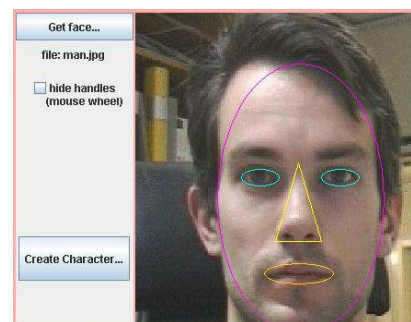 Get face...
file: man.jpg
hide handles
(mouse wheel)
Create Character...